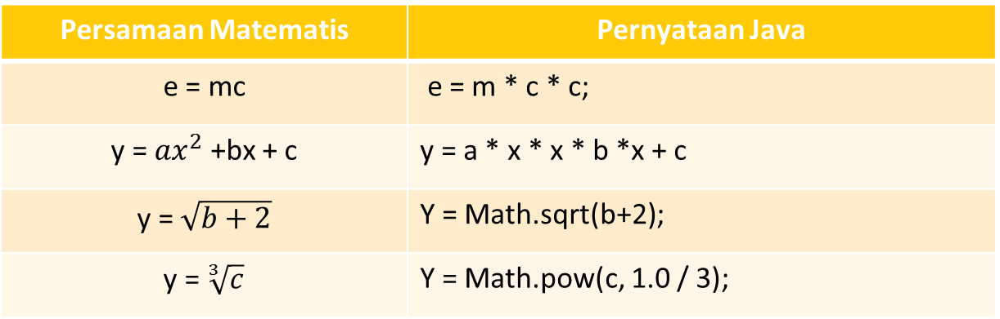 Persamaan Matematis Pernyataan Java
e = mc e = m * c * c;
y = 𝑎𝑥² +bx + c y = a * x * x * b *x + c
y = √(𝑏 + 2) Y = Math.sqrt(b+2);
y = ∛𝑐 Y = Math.pow(c, 1.0 / 3);